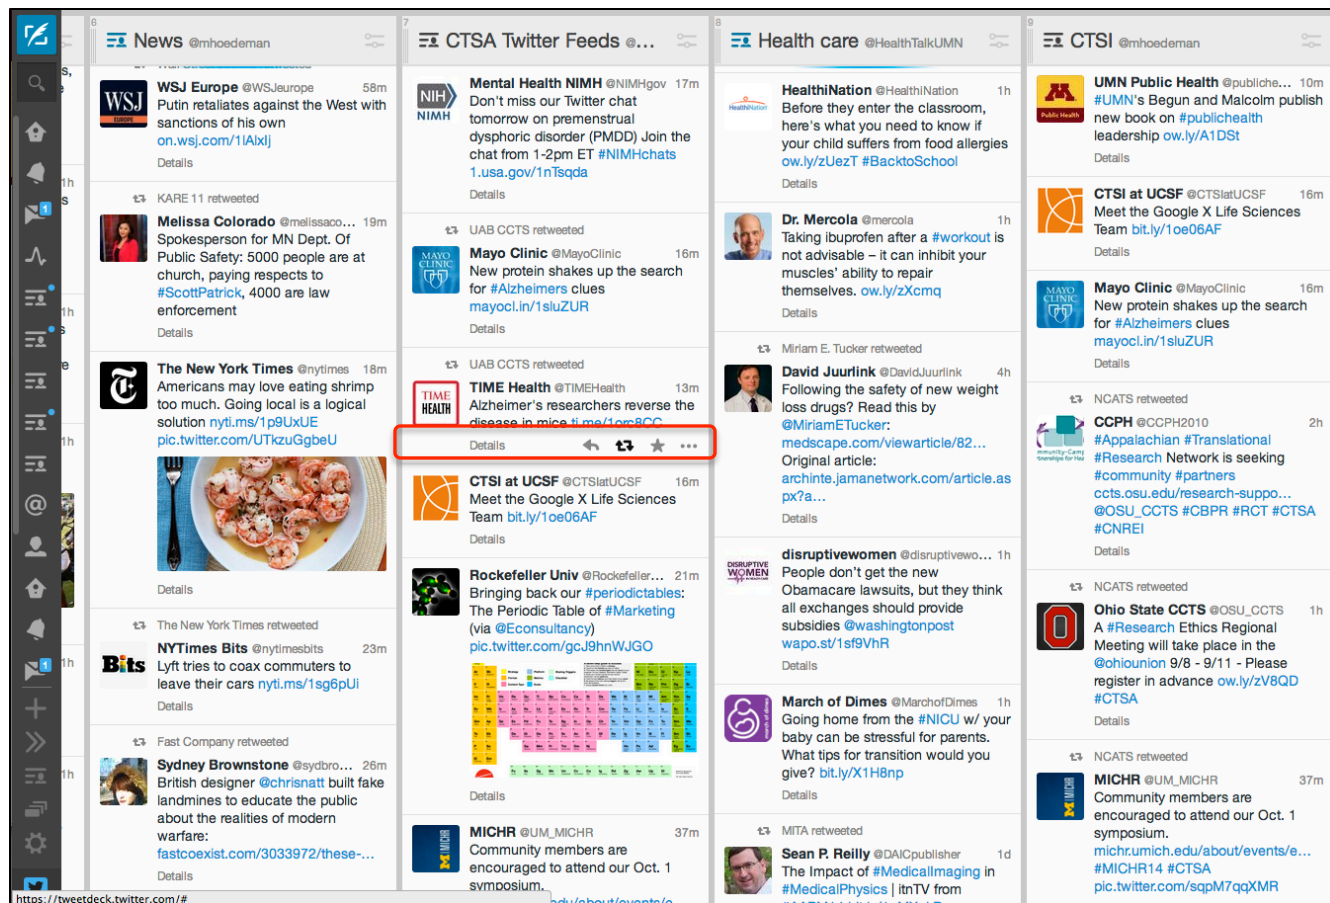 6
News @mhoedeman
WSJ Europe @WSJeurope 58m
Putin retaliates against the West with
sanctions of his own
on.wsj.com/1lAlxIj
Details
KARE 11 retweeted
Melissa Colorado @melissaco... 19m
Spokesperson for MN Dept. Of
Public Safety: 5000 people are at
church, paying respects to
#ScottPatrick, 4000 are law
enforcement
Details
The New York Times @nytimes 18m
Americans may love eating shrimp
too much. Going local is a logical
solution nyti.ms/1p9UxUE
pic.twitter.com/UTkzuGgbeU
Details
The New York Times retweeted
NYTimes Bits @nytimesbits 23m
Lyft tries to coax commuters to
leave their cars nyti.ms/1sg6pUi
Details
Fast Company retweeted
Sydney Brownstone @sydbro... 26m
British designer @chrisnatt built fake
landmines to educate the public
about the realities of modern
warfare:
fastcoexist.com/3033972/these-...
Details
7
CTSA Twitter Feeds @...
Mental Health NIMH @NIMHgov 17m
Don't miss our Twitter chat
tomorrow on premenstrual
dysphoric disorder (PMDD) Join the
chat from 1-2pm ET #NIMHchats
1.usa.gov/1nTsqda
Details
UAB CCTS retweeted
Mayo Clinic @MayoClinic 16m
New protein shakes up the search
for #Alzheimers clues
mayocl.in/1sluZUR
Details
UAB CCTS retweeted
TIME Health @TIMEHealth 13m
Alzheimer's researchers reverse the
disease in mice ti.me/1orc8CC
Details
CTSI at UCSF @CTSIatUCSF 16m
Meet the Google X Life Sciences
Team bit.ly/1oe06AF
Details
Rockefeller Univ @Rockefeller... 21m
Bringing back our #periodictables:
The Periodic Table of #Marketing
(via @Econsultancy)
pic.twitter.com/gcJ9hnWJGO
Details
MICHR @UM_MICHR 37m
Community members are
encouraged to attend our Oct. 1
symposium.
8
Health care @HealthTalkUMN
HealthiNation @HealthiNation 1h
Before they enter the classroom,
here's what you need to know if
your child suffers from food allergies
ow.ly/zUezT #BacktoSchool
Details
Dr. Mercola @mercola 1h
Taking ibuprofen after a #workout is
not advisable – it can inhibit your
muscles' ability to repair
themselves. ow.ly/zXcmq
Details
Miriam E. Tucker retweeted
David Juurlink @DavidJuurlink 4h
Following the safety of new weight
loss drugs? Read this by
@MiriamETucker:
medscape.com/viewarticle/82...
Original article:
archinte.jamanetwork.com/article.as
px?a...
Details
disruptivewomen @disruptivewo... 1h
People don't get the new
Obamacare lawsuits, but they think
all exchanges should provide
subsidies @washingtonpost
wapo.st/1sf9VhR
Details
March of Dimes @MarchofDimes 1h
Going home from the #NICU w/ your
baby can be stressful for parents.
What tips for transition would you
give? bit.ly/X1H8np
Details
MITA retweeted
Sean P. Reilly @DAICpublisher 1d
The Impact of #MedicalImaging in
#MedicalPhysics | itnTV from
9
CTSI @mhoedeman
UMN Public Health @publiche... 10m
#UMN's Begun and Malcolm publish
new book on #publichealth
leadership ow.ly/A1DSt
Details
CTSI at UCSF @CTSIatUCSF 16m
Meet the Google X Life Sciences
Team bit.ly/1oe06AF
Details
Mayo Clinic @MayoClinic 16m
New protein shakes up the search
for #Alzheimers clues
mayocl.in/1sluZUR
Details
NCATS retweeted
CCPH @CCPH2010 2h
#Appalachian #Translational
#Research Network is seeking
#community #partners
ccts.osu.edu/research-suppo...
@OSU_CCTS #CBPR #RCT #CTSA
#CNREI
Details
NCATS retweeted
Ohio State CCTS @OSU_CCTS 1h
A #Research Ethics Regional
Meeting will take place in the
@ohiounion 9/8 - 9/11 - Please
register in advance ow.ly/zV8QD
#CTSA
Details
NCATS retweeted
MICHR @UM_MICHR 37m
Community members are
encouraged to attend our Oct. 1
symposium.
michr.umich.edu/about/events/e...
#MICHR14 #CTSA
pic.twitter.com/sqpM7qqXMR
https://tweetdeck.twitter.com/#